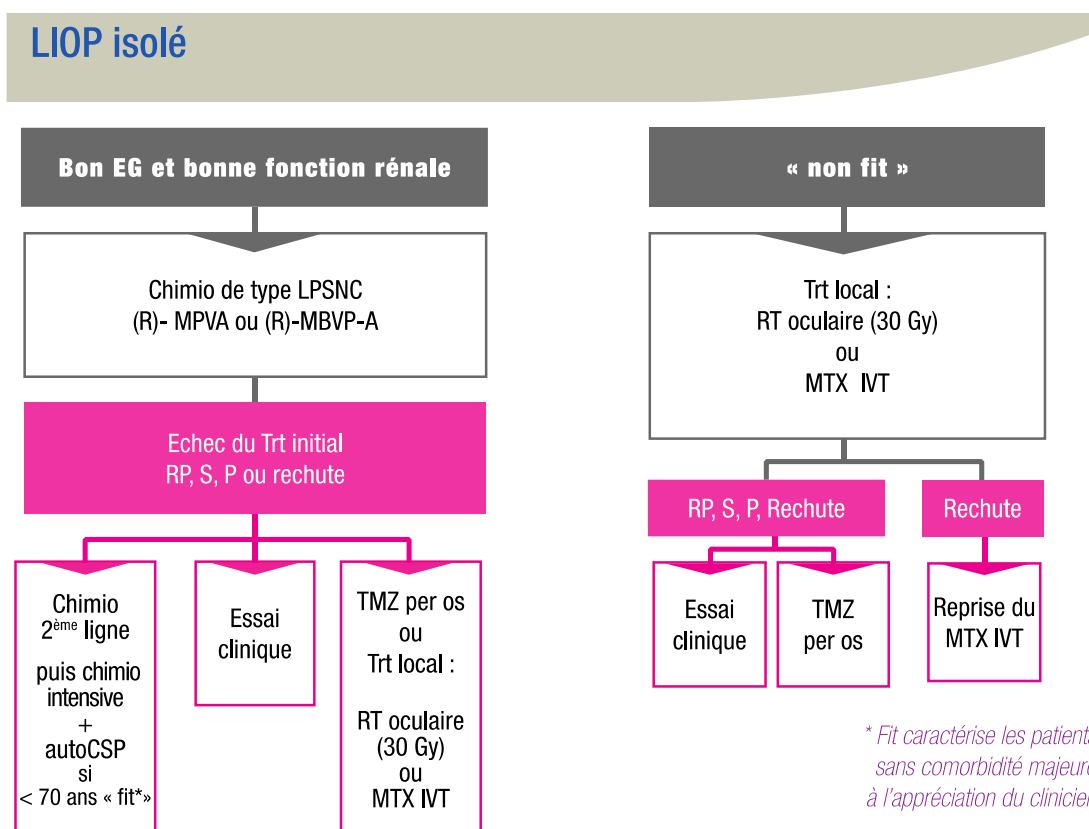 LIOP isolé
Bon EG et bonne fonction rénale
Chimio de type LPSNC
(R)- MPVA ou (R)-MBVP-A
Echec du Trt initial
RP, S, P ou rechute
Chimio
2ème ligne
puis chimio
intensive
+
autoCSP
si
< 70 ans « fit*»
Essai
clinique
TMZ per os
ou
Trt local :
RT oculaire
(30 Gy)
ou
MTX IVT
« non fit »
Trt local :
RT oculaire (30 Gy)
ou
MTX IVT
RP, S, P, Rechute
Essai
clinique
TMZ
per os
Rechute
Reprise du
MTX IVT
* Fit caractérise les patients
sans comorbidité majeure
à l'appréciation du clinicien